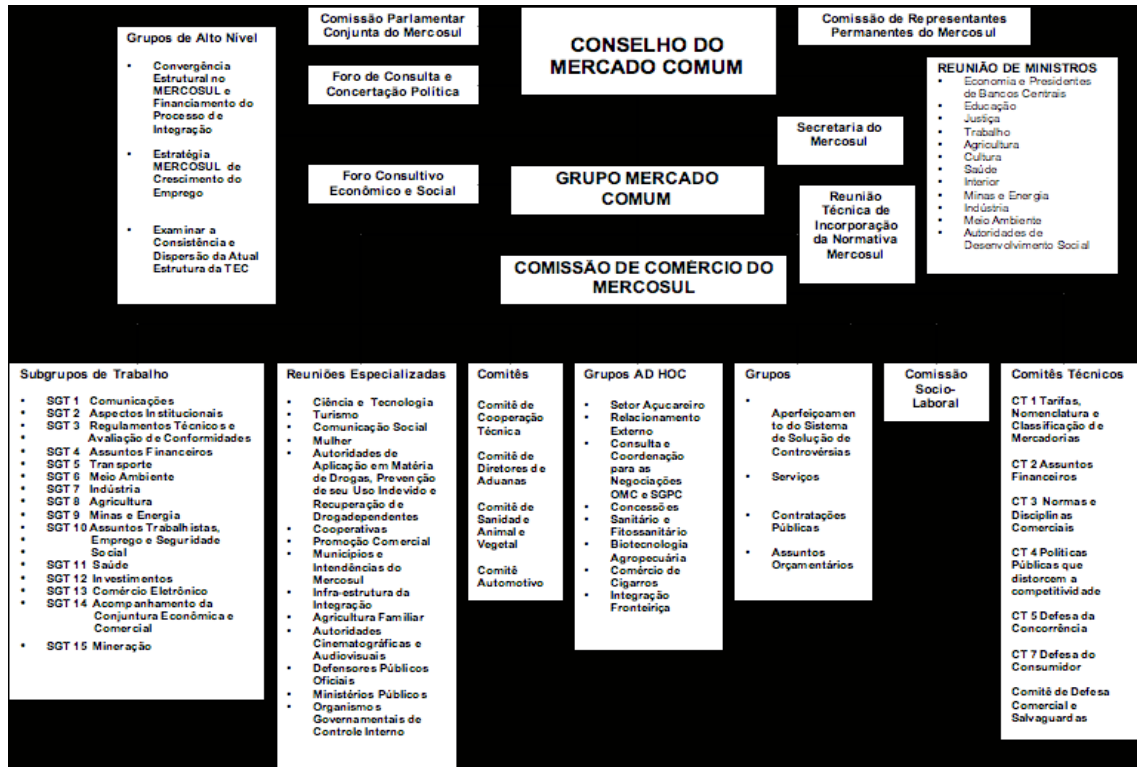 Grupos de Alto Nível
• Convergência
Estrutural no
MERCOSUL e
Financiamento do
Processo de
Integração
• Estratégia
MERCOSUL de
Crescimento do
Emprego
• Examinar a
Consistência e
Dispersão da Atual
Estrutura da TEC
Comissão Parlamentar
Conjunta do Mercosul
Foro de Consulta e
Concertação Política
Foro Consultivo
Econômico e Social
CONSELHO DO
MERCADO COMUM
GRUPO MERCADO
COMUM
COMISSÃO DE COMÉRCIO DO
MERCOSUL
Comissão de Representantes
Permanentes do Mercosul
Secretaria do
Mercosul
Reunião
Técnica de
Incorporação
da Normativa
Mercosul
REUNIÃO DE MINISTROS
• Economia e Presidentes
de Bancos Centrais
• Educação
• Justiça
• Trabalho
• Agricultura
• Cultura
• Saúde
• Interior
• Minas e Energia
• Indústria
• Meio Ambiente
• Autoridades de
Desenvolvimento Social
Subgrupos de Trabalho
• SGT 1 Comunicações
• SGT 2 Aspectos Institucionais
• SGT 3 Regulamentos Técnicos e
• Avaliação de Conformidades
• SGT 4 Assuntos Financeiros
• SGT 5 Transporte
• SGT 6 Meio Ambiente
• SGT 7 Indústria
• SGT 8 Agricultura
• SGT 9 Minas e Energia
• SGT 10 Assuntos Trabalhistas,
• Emprego e Seguridade
• Social
• SGT 11 Saúde
• SGT 12 Investimentos
• SGT 13 Comércio Eletrônico
• SGT 14 Acompanhamento da
Conjuntura Econômica e
Comercial
• SGT 15 Mineração
Reuniões Especializadas
• Ciência e Tecnologia
• Turismo
• Comunicação Social
• Mulher
• Autoridades de
Aplicação em Matéria
de Drogas, Prevenção
de seu Uso Indevido e
Recuperação de
Drogadependentes
• Cooperativas
• Promoção Comercial
• Municípios e
Intendências do
Mercosul
• Infra-estrutura da
Integração
• Agricultura Familiar
• Autoridades
Cinematográficas e
Audiovisuais
• Defensores Públicos
Oficiais
• Ministérios Públicos
• Organismos
Governamentais de
Controle Interno
Comitês
Comitê de
Cooperação
Técnica
Comitê de
Diretores de
Aduanas
Comitê de
Sanidade
Animal e
Vegetal
Comitê
Automotivo
Grupos AD HOC
• Setor Açucareiro
• Relacionamento
Externo
• Consulta e
Coordenação
para as
Negociações
OMC e SGPC
• Concessões
• Sanitário e
Fitossanitário
• Biotecnologia
Agropecuária
• Comércio de
Cigarros
• Integração
Fronteiriça
Grupos
•
Aperfeiçoamen
to do Sistema
de Solução de
Controvérsias
• Serviços
• Contratações
Públicas
• Assuntos
Orçamentários
Comissão
Socio-
Laboral
Comitês Técnicos
CT 1 Tarifas,
Nomenclatura e
Classificação de
Mercadorias
CT 2 Assuntos
Financeiros
CT 3 Normas e
Disciplinas
Comerciais
CT 4 Políticas
Públicas que
distorcem a
competitividade
CT 5 Defesa da
Concorrência
CT 7 Defesa do
Consumidor
Comitê de Defesa
Comercial e
Salvaguardas